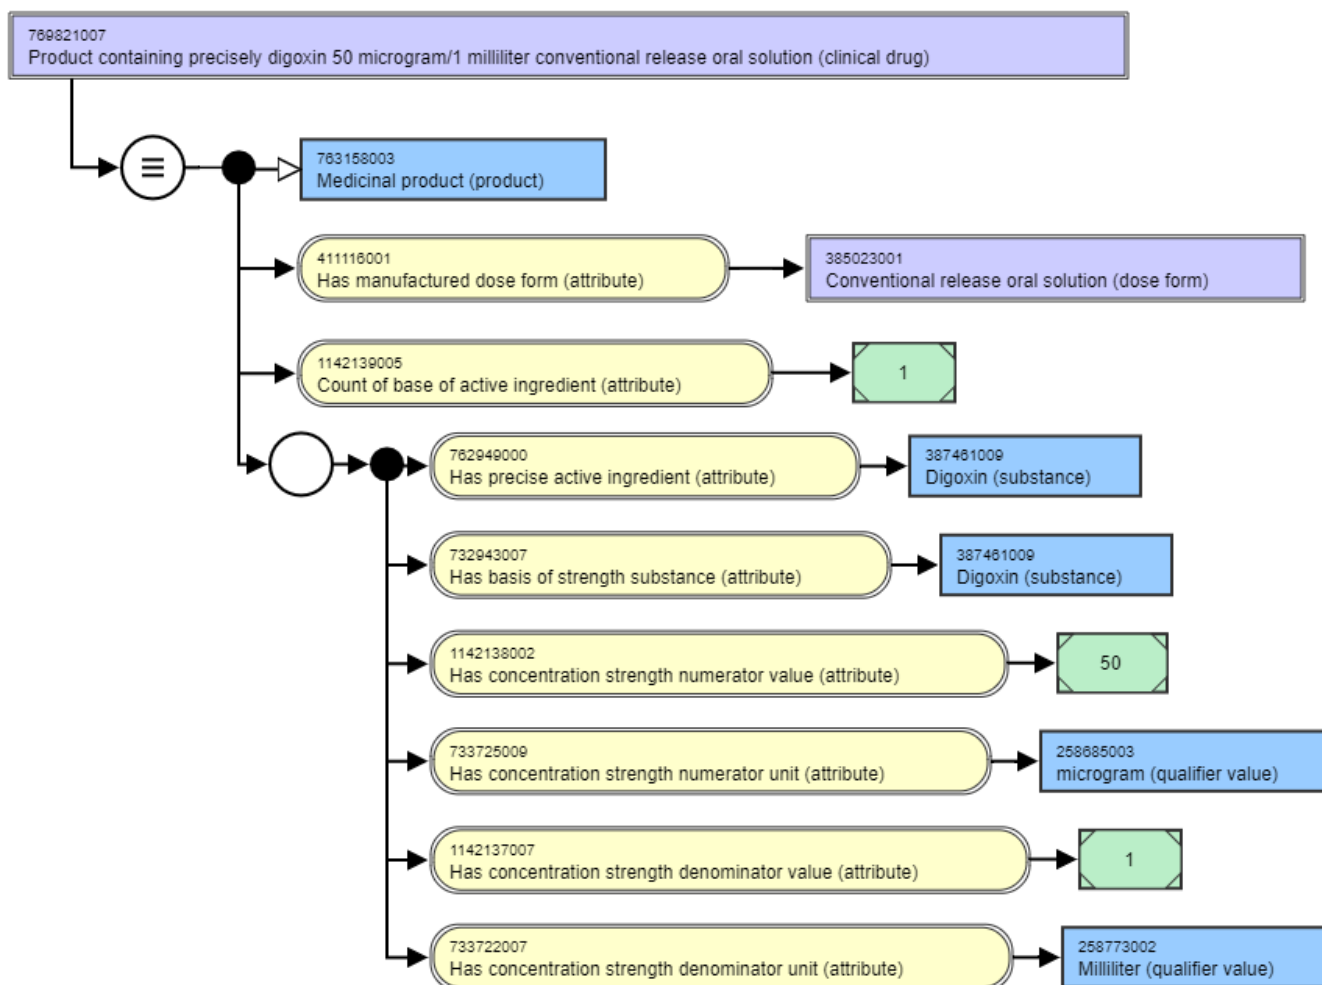 769821007
Product containing precisely digoxin 50 microgram/1 milliliter conventional release oral solution (clinical drug)
763158003
Medicinal product (product)
411116001
Has manufactured dose form (attribute)
385023001
Conventional release oral solution (dose form)
1142139005
Count of base of active ingredient (attribute)
1
762949000
Has precise active ingredient (attribute)
387461009
Digoxin (substance)
732943007
Has basis of strength substance (attribute)
387461009
Digoxin (substance)
1142138002
Has concentration strength numerator value (attribute)
50
733725009
Has concentration strength numerator unit (attribute)
258685003
microgram (qualifier value)
1142137007
Has concentration strength denominator value (attribute)
1
733722007
Has concentration strength denominator unit (attribute)
258773002
Milliliter (qualifier value)